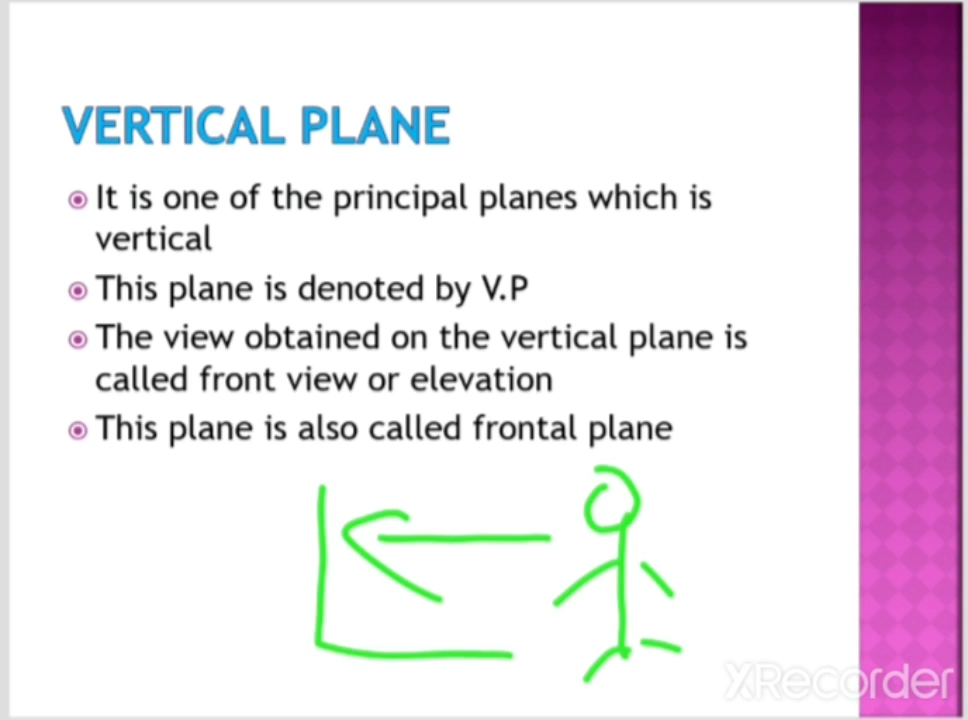 VERTICAL PLANE
It is one of the principal planes which is
vertical
This plane is denoted by V.P
The view obtained on the vertical plane is
called front view or elevation
This plane is also called frontal plane
XRecorder